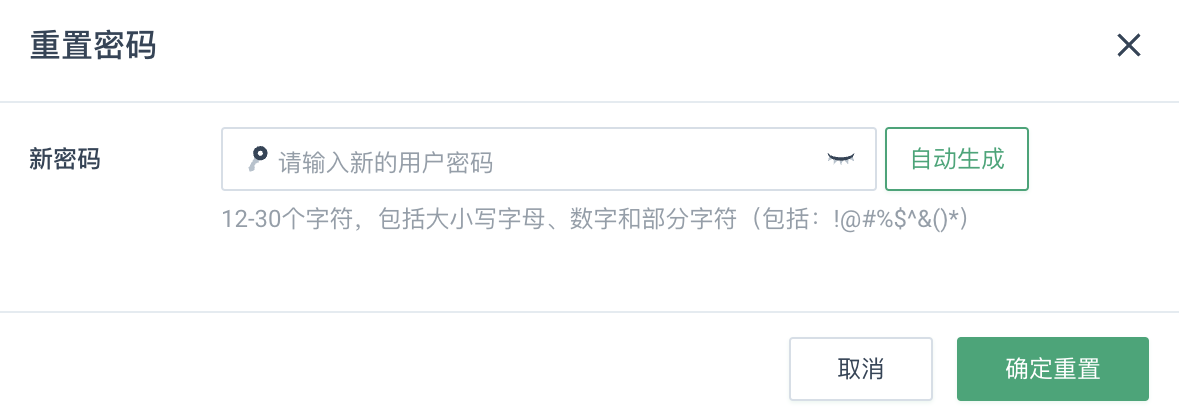 重置密码
新密码
请输入新的用户密码
自动生成
12-30个字符，包括大小写字母、数字和部分字符（包括：!@#%$^&()*）
取消
确定重置